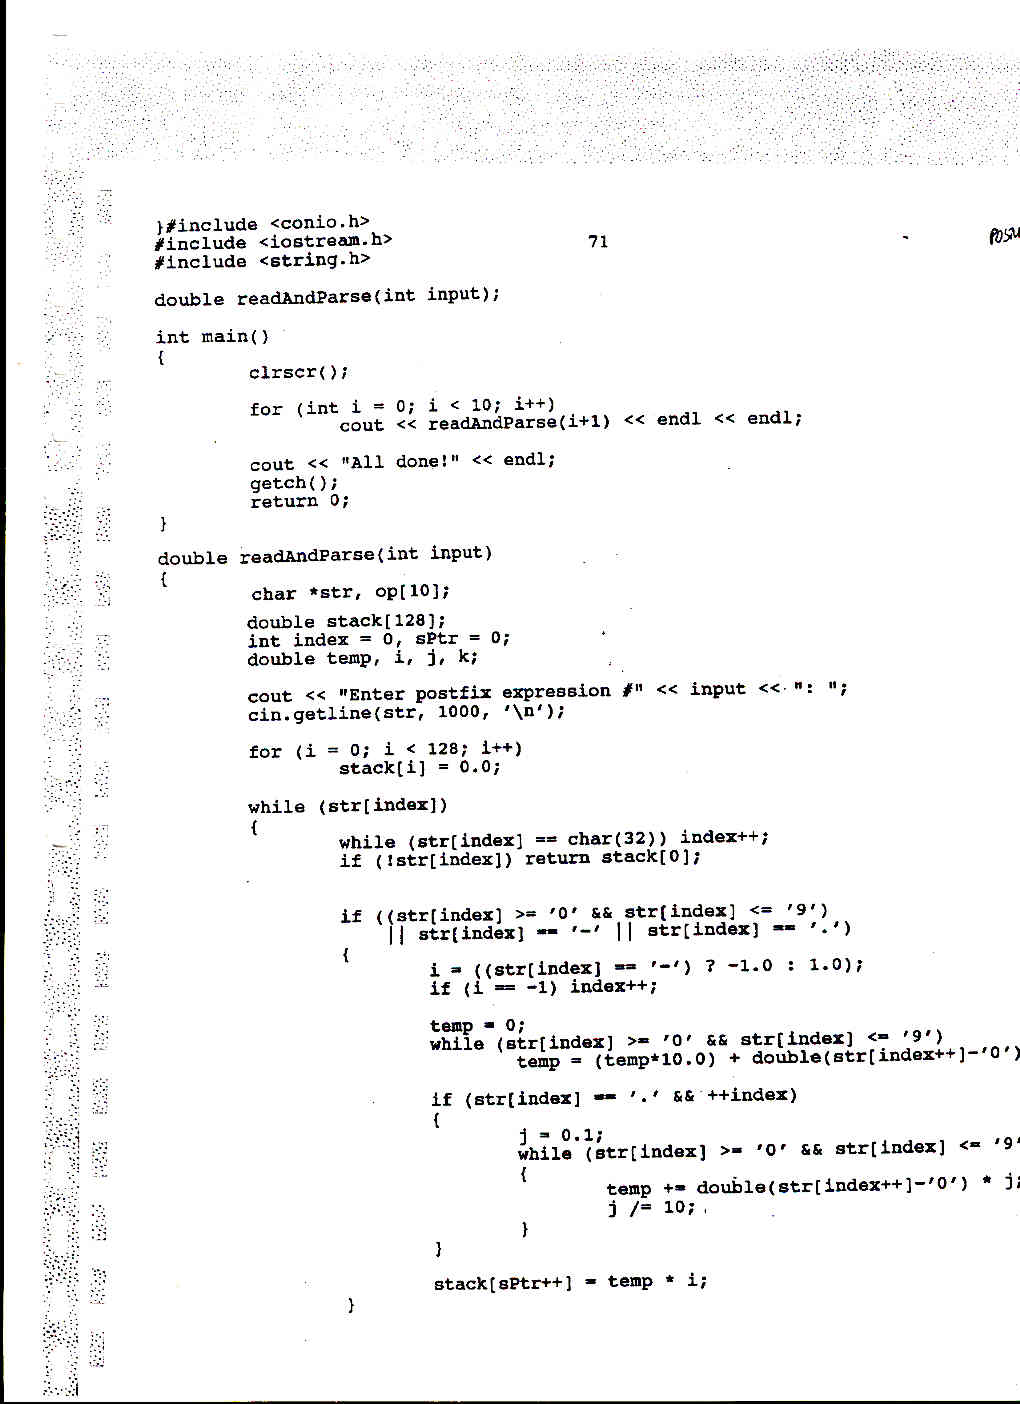 }#include <conio.h>
#include <iostream.h>
71
#include <string.h>
double readAndParse(int input);
int main()
{
clrscr();
for (int i = 0; i < 10; i++)
cout << readAndParse(i+1) << endl << endl;
cout << "All done!" << endl;
getch();
return 0;
}
double readAndParse(int input)
{
char *str, op[10];
double stack[128];
int index = 0, sPtr = 0;
double temp, i, j, k;
cout << "Enter postfix expression #" << input << ": ";
cin.getline(str, 1000, '\n');
for (i = 0; i < 128; i++)
stack[i] = 0.0;
while (str[index])
{
while (str[index] == char(32)) index++;
if (!str[index]) return stack[0];
if ((str[index] >= '0' && str[index] <= '9')
|| str[index] == '-' || str[index] == '.')
{
i = ((str[index] == '-') ? -1.0 : 1.0);
if (i == -1) index++;
temp = 0;
while (str[index] >= '0' && str[index] <= '9')
temp = (temp*10.0) + double(str[index++]-'0')
if (str[index] == '.' && ++index)
{
j = 0.1;
while (str[index] >= '0' && str[index] <= '9'
{
temp += double(str[index++]-'0') * j;
j /= 10;
}
}
stack[sPtr++] = temp * i;
}